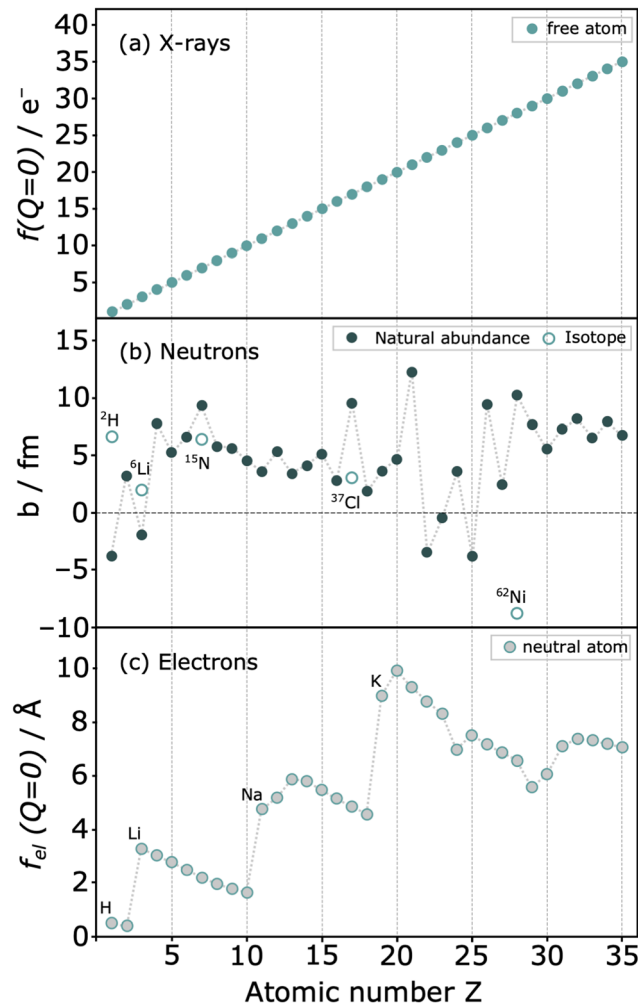 (a) X-rays
free atom
f(Q=0) / e⁻
40
35
30
25
20
15
10
5
(b) Neutrons
Natural abundance
Isotope
b / fm
15
10
5
0
−5
−10
²H
⁶Li
¹⁵N
³⁷Cl
⁶²Ni
(c) Electrons
neutral atom
f_el (Q=0) / Å
10
8
6
4
2
0
H
Li
Na
K
5 10 15 20 25 30 35
Atomic number Z